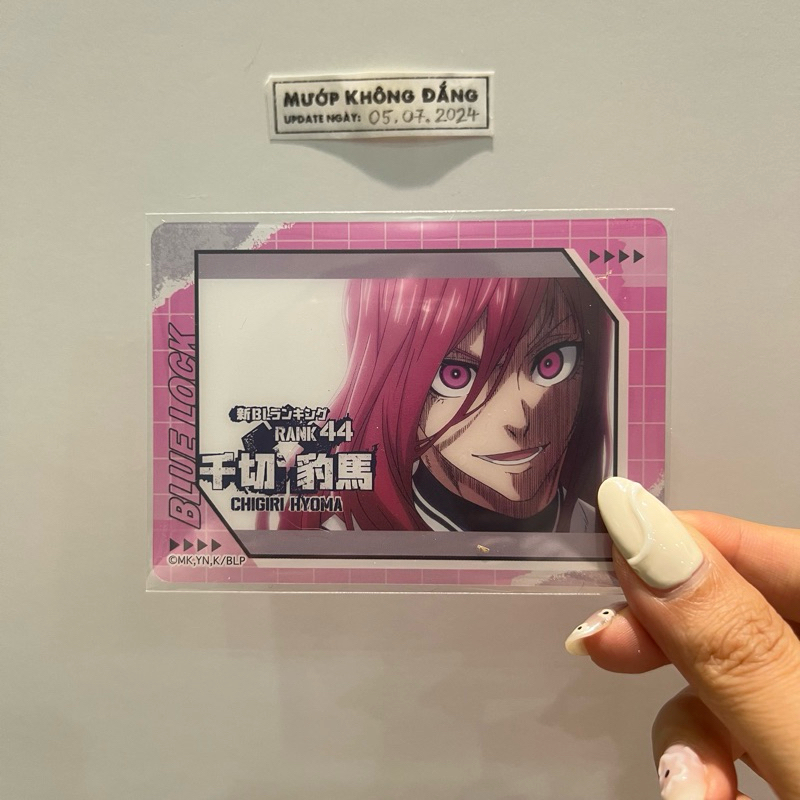 MƯỚP KHÔNG ĐẮNG
UPDATE NGÀY: 05.07.2024
BLUE LOCK
新BLランキング
RANK 44
千切 豹馬
CHIGIRI HYOMA
©MK,YN,K/BLP